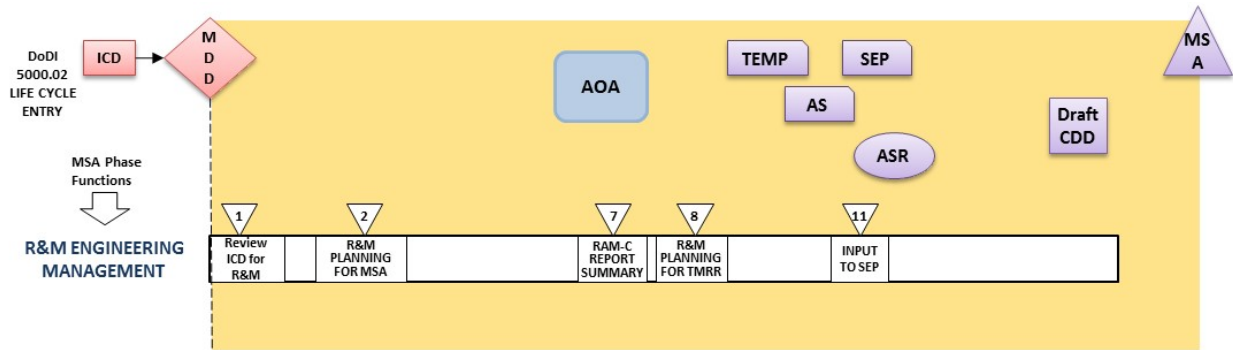 DoDI
5000.02
LIFE CYCLE
ENTRY
ICD
M
D
D
AOA
TEMP
SEP
AS
ASR
Draft
CDD
MS
A
MSA Phase
Functions
R&M ENGINEERING
MANAGEMENT
1
Review
ICD for
R&M
2
R&M
PLANNING
FOR MSA
7
RAM-C
REPORT
SUMMARY
8
R&M
PLANNING
FOR TMRR
11
INPUT
TO SEP